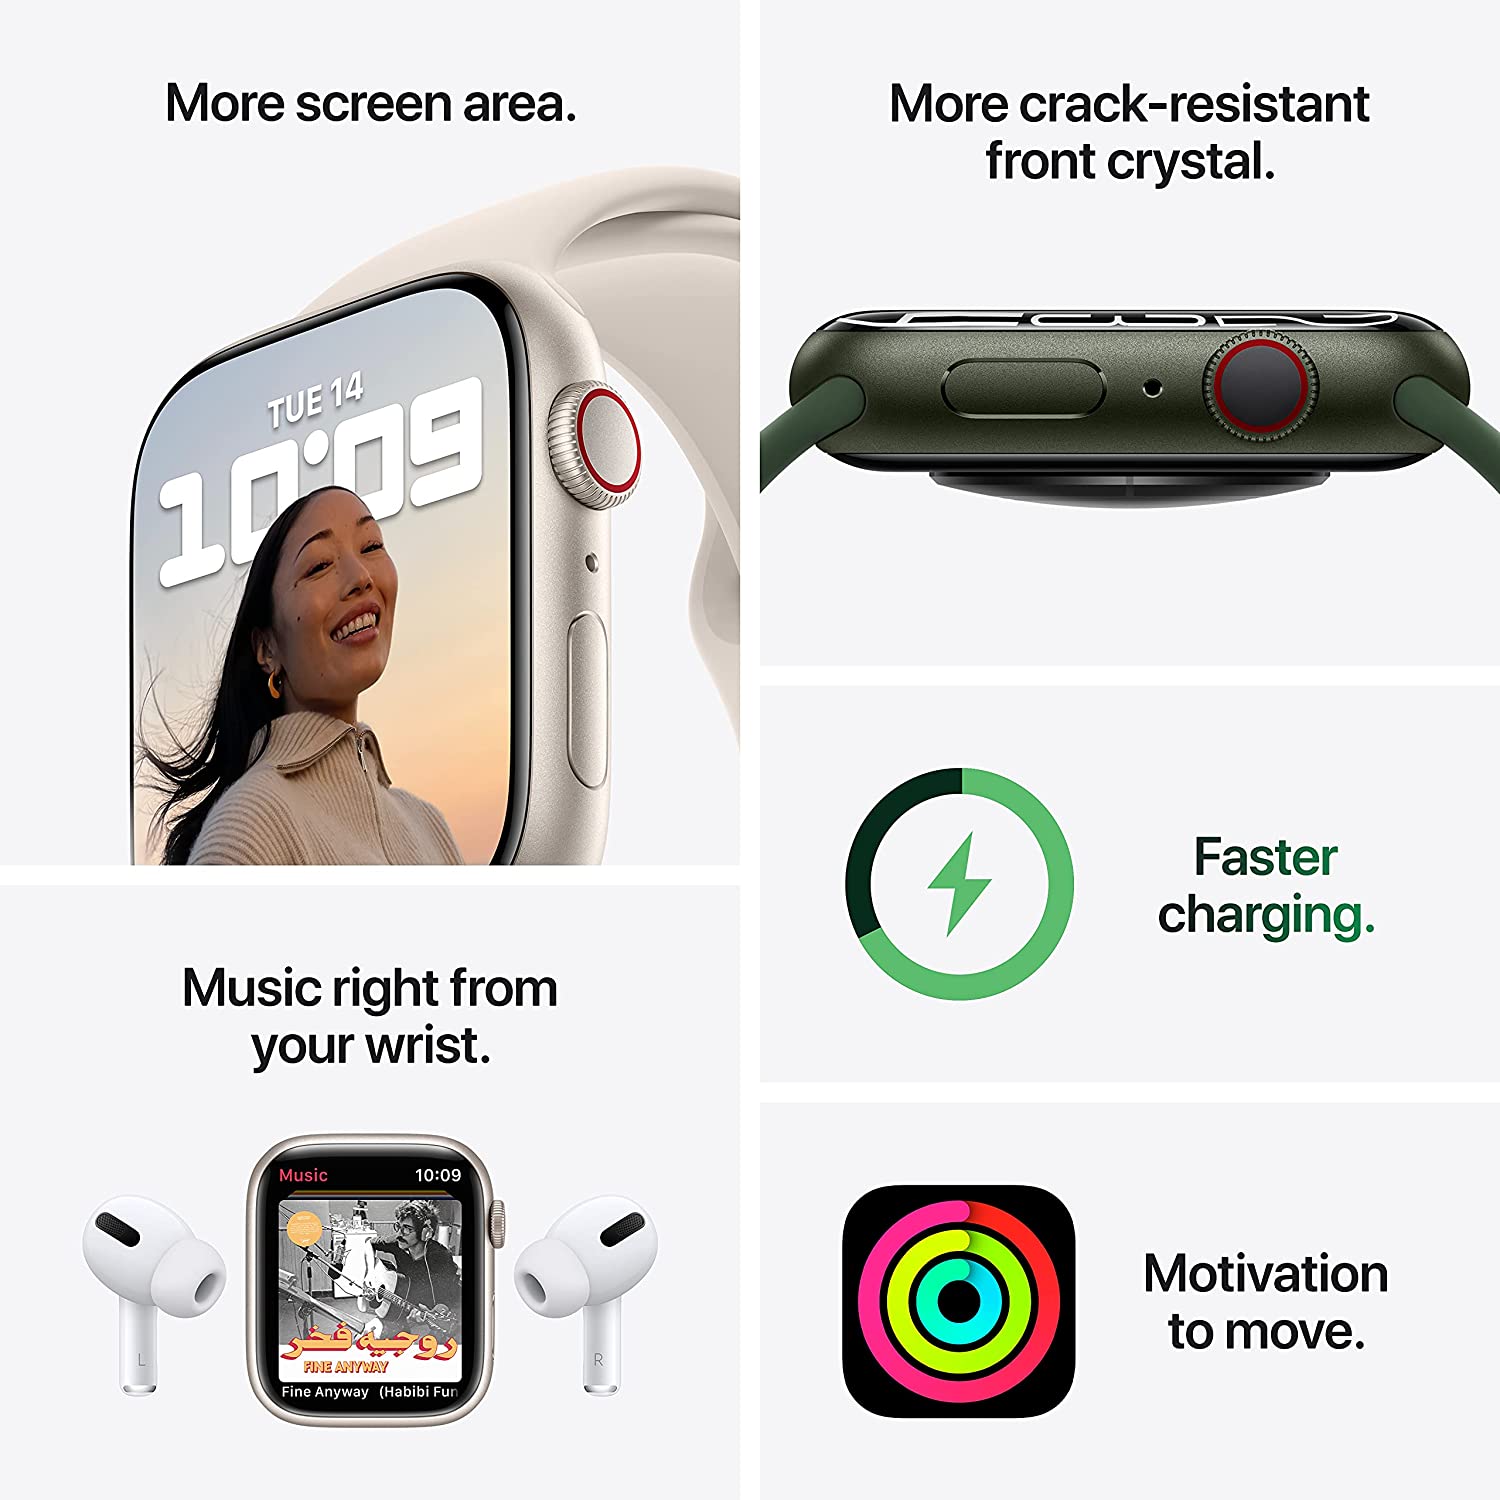 More screen area.
TUE 14
10:09
More crack-resistant
front crystal.
Faster
charging.
Music right from
your wrist.
Music 10:09
روجيه فخر
FINE ANYWAY
Fine Anyway (Habibi Fun
L
R
Motivation
to move.